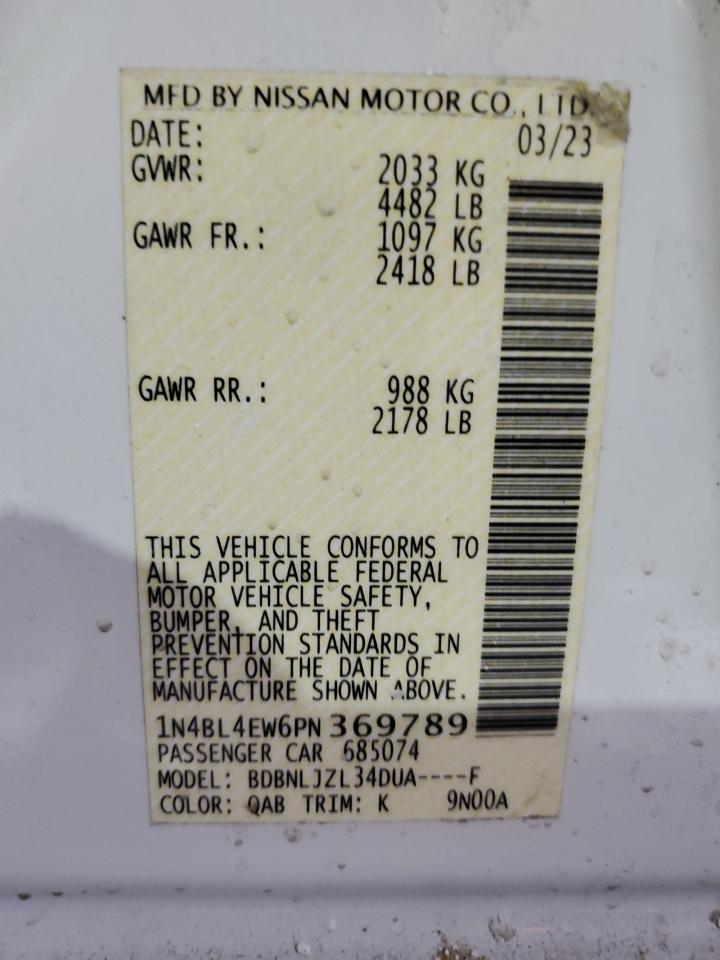 MFD BY NISSAN MOTOR CO., LTD.
DATE: 03/23
GVWR: 2033 KG
4482 LB
GAWR FR.: 1097 KG
2418 LB
GAWR RR.: 988 KG
2178 LB
THIS VEHICLE CONFORMS TO
ALL APPLICABLE FEDERAL
MOTOR VEHICLE SAFETY,
BUMPER, AND THEFT
PREVENTION STANDARDS IN
EFFECT ON THE DATE OF
MANUFACTURE SHOWN ABOVE.
1N4BL4EW6PN369789
PASSENGER CAR 685074
MODEL: BDBNLJZL34DUA----F
COLOR: QAB TRIM: K 9N00A